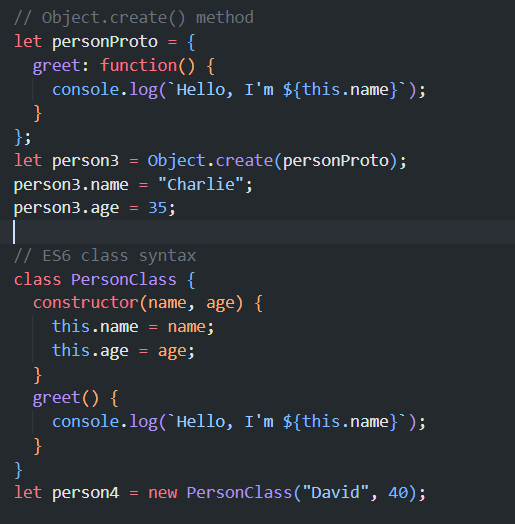 // Object.create() method
let personProto = {
  greet: function() {
    console.log(`Hello, I'm ${this.name}`);
  }
};
let person3 = Object.create(personProto);
person3.name = "Charlie";
person3.age = 35;
// ES6 class syntax
class PersonClass {
  constructor(name, age) {
    this.name = name;
    this.age = age;
  }
  greet() {
    console.log(`Hello, I'm ${this.name}`);
  }
}
let person4 = new PersonClass("David", 40);